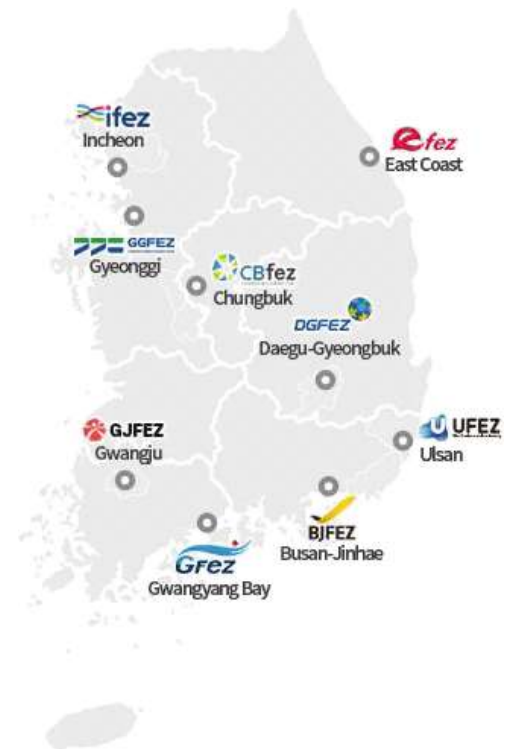 ifez
Incheon
efez
East Coast
GGFEZ
Gyeonggi
CBfez
Chungbuk
DGFEZ
Daegu-Gyeongbuk
GJFEZ
Gwangju
UFEZ
Ulsan
BJFEZ
Busan-Jinhae
GFez
Gwangyang Bay